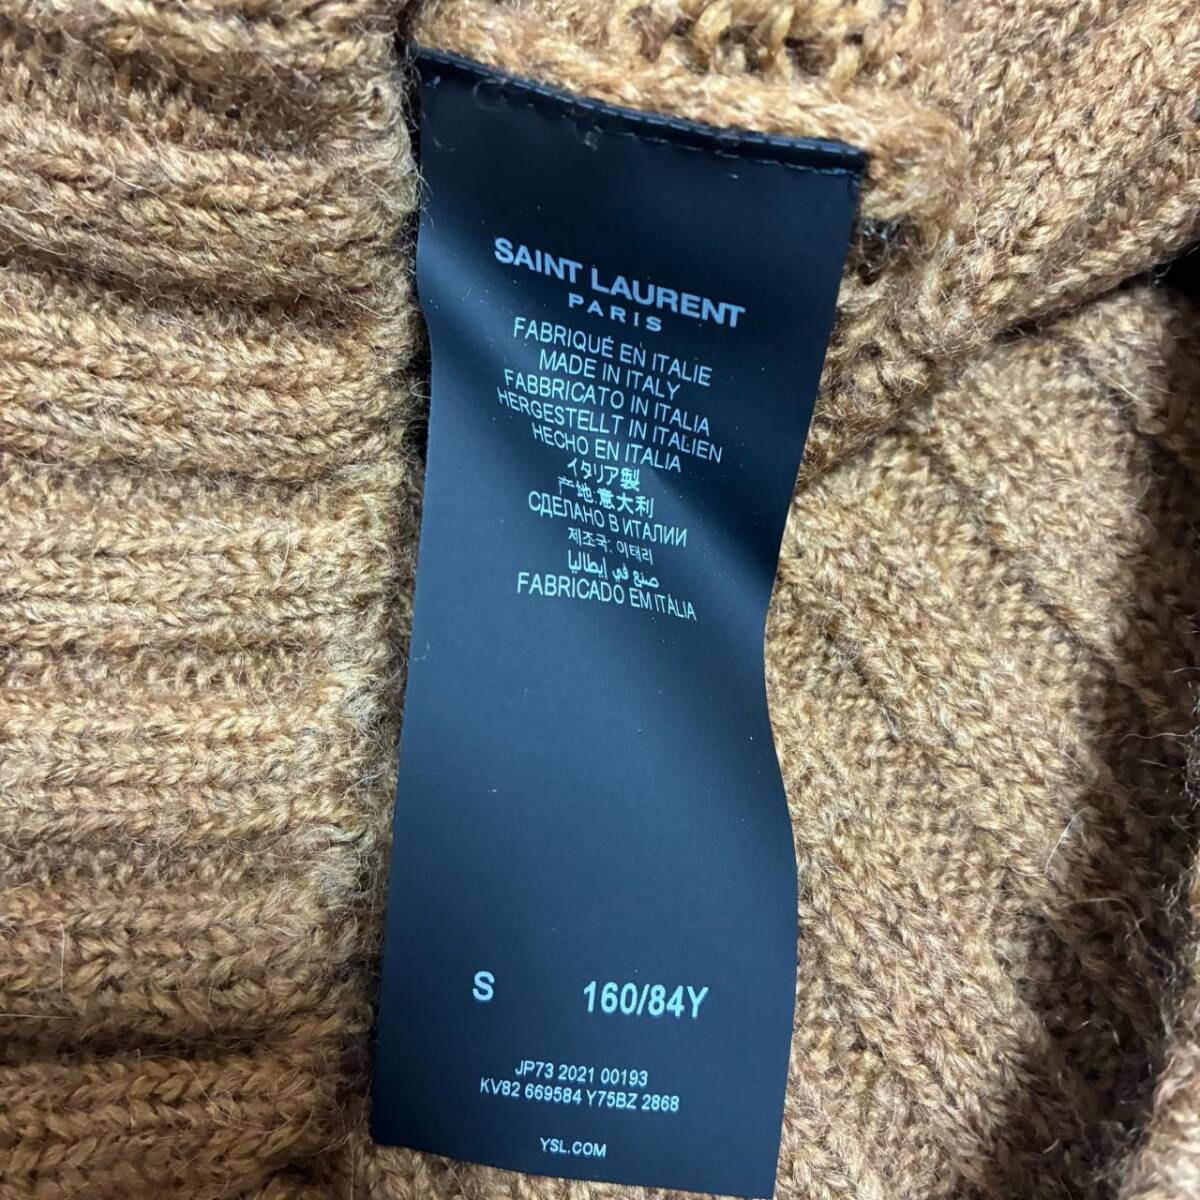 SAINT LAURENT
PARIS
FABRIQUÉ EN ITALIE
MADE IN ITALY
FABBRICATO IN ITALIA
HERGESTELLT IN ITALIEN
HECHO EN ITALIA
イタリア製
产地:意大利
СДЕЛАНО В ИТАЛИИ
제조국: 이태리
صنع في إيطاليا
FABRICADO EM ITÁLIA
S 160/84Y
JP73 2021 00193
KV82 669584 Y75BZ 2868
YSL.COM